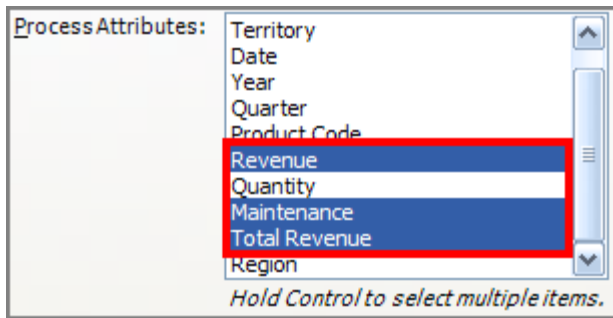 Process Attributes:
Territory
Date
Year
Quarter
Product Code
Revenue
Quantity
Maintenance
Total Revenue
Region
Hold Control to select multiple items.